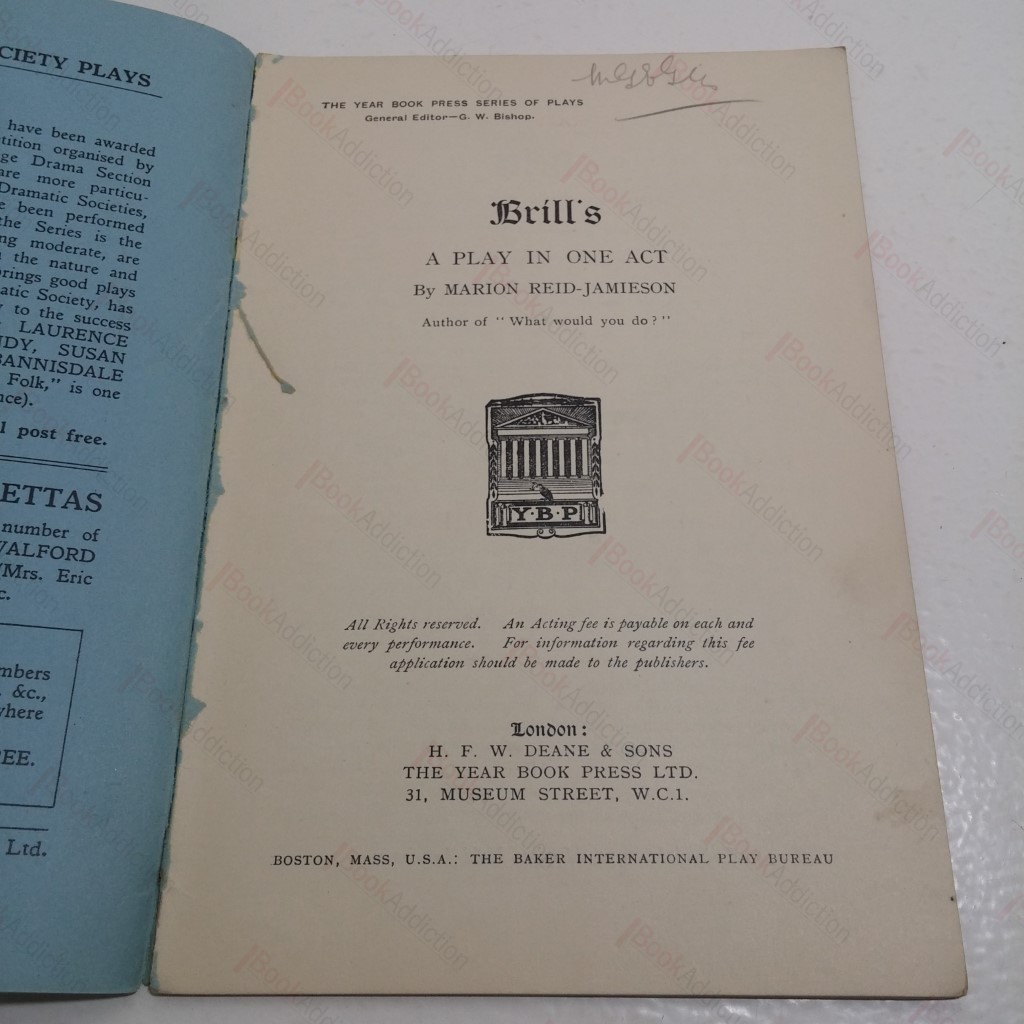 CIETY PLAYS
have been awarded
tition organised by
ge Drama Section
are more particu-
Dramatic Societies,
e been performed
the Series is the
ng moderate, are
the nature and
rings good plays
atic Society, has
y to the success
LAURENCE
NDY, SUSAN
BANNISDALE
Folk," is one
nce).
post free.
ETTAS
number of
WALFORD
Mrs. Eric
c.
mbers
&c.,
where
EE.
Ltd.
THE YEAR BOOK PRESS SERIES OF PLAYS
General Editor—G. W. Bishop.
Brill's
A PLAY IN ONE ACT
By MARION REID-JAMIESON
Author of "What would you do?"
Y·B·P
All Rights reserved. An Acting fee is payable on each and
every performance. For information regarding this fee
application should be made to the publishers.
London:
H. F. W. DEANE & SONS
THE YEAR BOOK PRESS LTD.
31, MUSEUM STREET, W.C.1.
BOSTON, MASS, U.S.A.: THE BAKER INTERNATIONAL PLAY BUREAU
BookAddiction